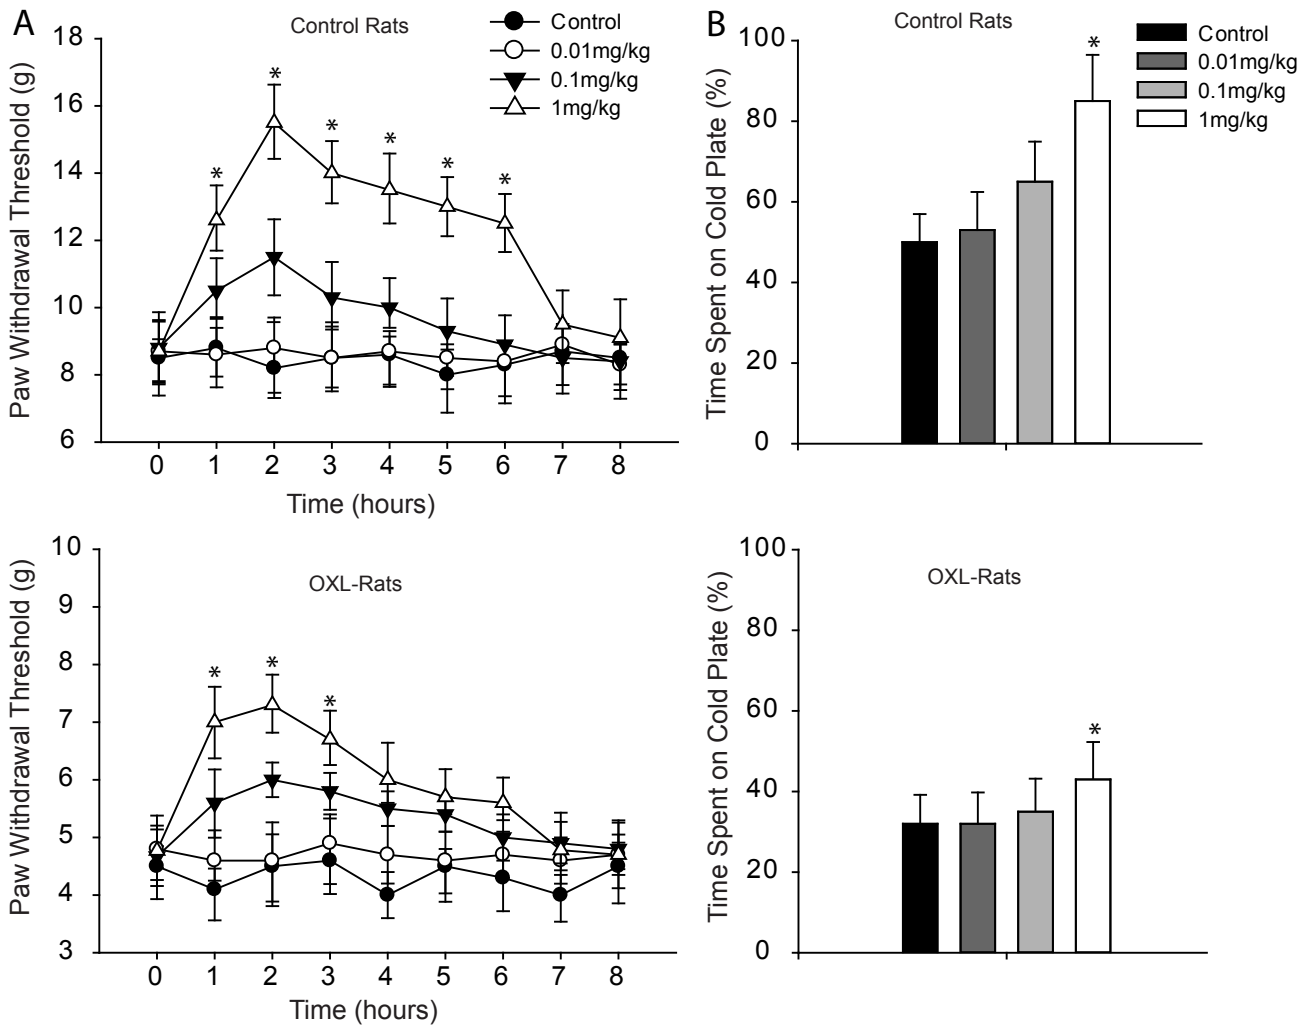 A
Control Rats
Control
0.01mg/kg
0.1mg/kg
1mg/kg
Paw Withdrawal Threshold (g)
18
16
14
12
10
8
6
* * * * * *
0 1 2 3 4 5 6 7 8
Time (hours)
B
Control Rats
Control
0.01mg/kg
0.1mg/kg
1mg/kg
Time Spent on Cold Plate (%)
100
80
60
40
20
0
*
OXL-Rats
Paw Withdrawal Threshold (g)
10
9
8
7
6
5
4
3
* * *
0 1 2 3 4 5 6 7 8
Time (hours)
OXL-Rats
Time Spent on Cold Plate (%)
100
80
60
40
20
0
*